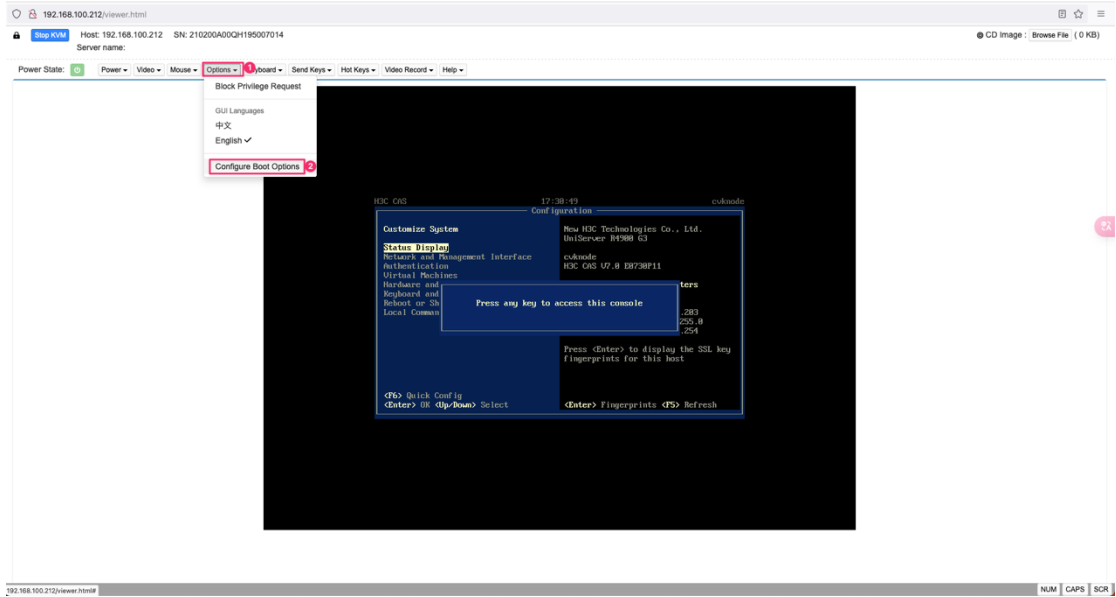 192.168.100.212/viewer.html
Stop KVM Host: 192.168.100.212 SN: 210200A00QH195007014
CD Image : Browse File ( 0 KB)
Server name:
Power State: Power Video Mouse Options 1 yboard Send Keys Hot Keys Video Record Help
Block Privilege Request
GUI Languages
中文
English ✓
Configure Boot Options 2
H3C CAS 17:30:49 cvknode
Configuration
Customize System
Status Display
Network and Management Interface
Authentication
Virtual Machines
Hardware and
Keyboard and
Reboot or Sh
Local Comman
New H3C Technologies Co., Ltd.
UniServer R4900 G3
cvknode
H3C CAS V7.0 E0730P11
ters
.203
255.0
.254
Press any key to access this console
Press <Enter> to display the SSL key
fingerprints for this host
<F6> Quick Config
<Enter> OK <Up/Down> Select
<Enter> Fingerprints <F5> Refresh
192.168.100.212/viewer.html#
NUM CAPS SCR